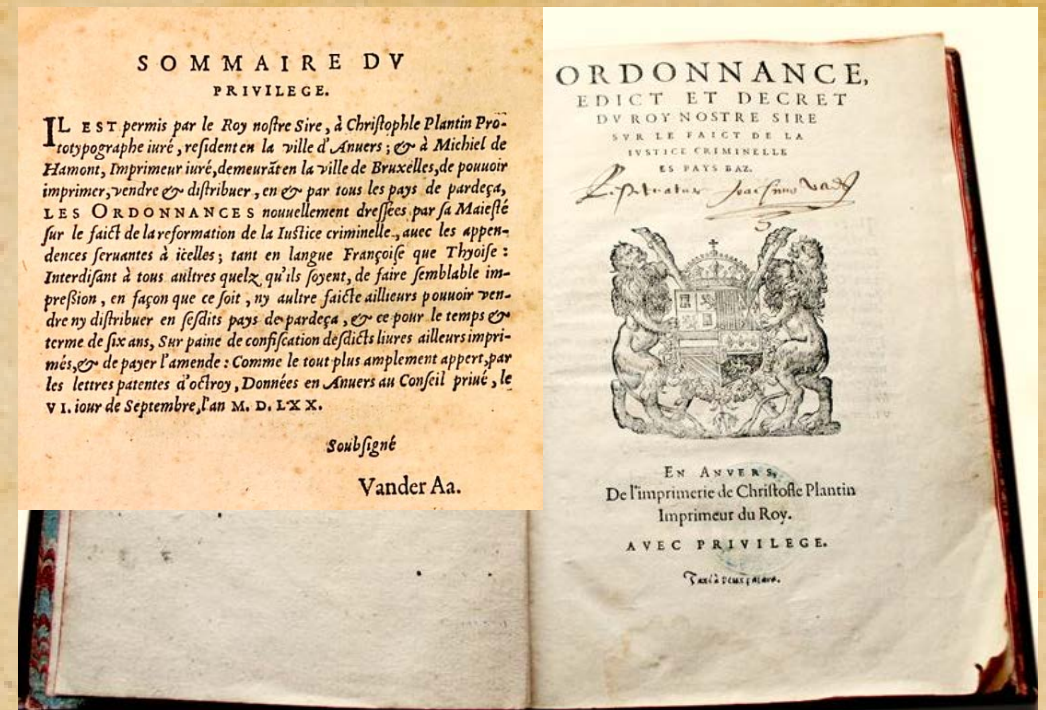 SOMMAIRE DV
PRIVILEGE.
IL EST permis par le Roy noſtre Sire, à Chriſtophle Plantin Pro-
totypographe iuré, reſident en la ville d'Anuers; & à Michiel de
Hamont, Imprimeur iuré, demeurãt en la ville de Bruxelles, de pouuoir
imprimer, vendre & diſtribuer, en & par tous les pays de pardeça,
LES ORDONNANCES nouuellement dreſſées par ſa Maieſté
ſur le faict de la reformation de la Iuſtice criminelle, auec les appen-
dences ſeruantes à icelles; tant en langue Françoiſe que Thyoiſe:
Interdiſant à tous aultres quelz qu'ils ſoyent, de faire ſemblable im-
preßion, en façon que ce ſoit, ny aultre faicte aillieurs pouuoir ven-
dre ny diſtribuer en ſeſdits pays de pardeça, & ce pour le temps &
terme de ſix ans, Sur paine de confiſcation deſdicts liures ailleurs impri-
més, & de payer l'amende: Comme le tout plus amplement appert, par
les lettres patentes d'octroy, Données en Anuers au Conſeil priué, le
VI. iour de Septembre, l'an M. D. LXX.
Soubſigné
Vander Aa.
ORDONNANCE,
EDICT ET DECRET
DV ROY NOSTRE SIRE
SVR LE FAICT DE LA
IVSTICE CRIMINELLE
ES PAYS BAZ.
EN ANVERS,
De l'imprimerie de Chriſtofle Plantin
Imprimeur du Roy.
AVEC PRIVILEGE.